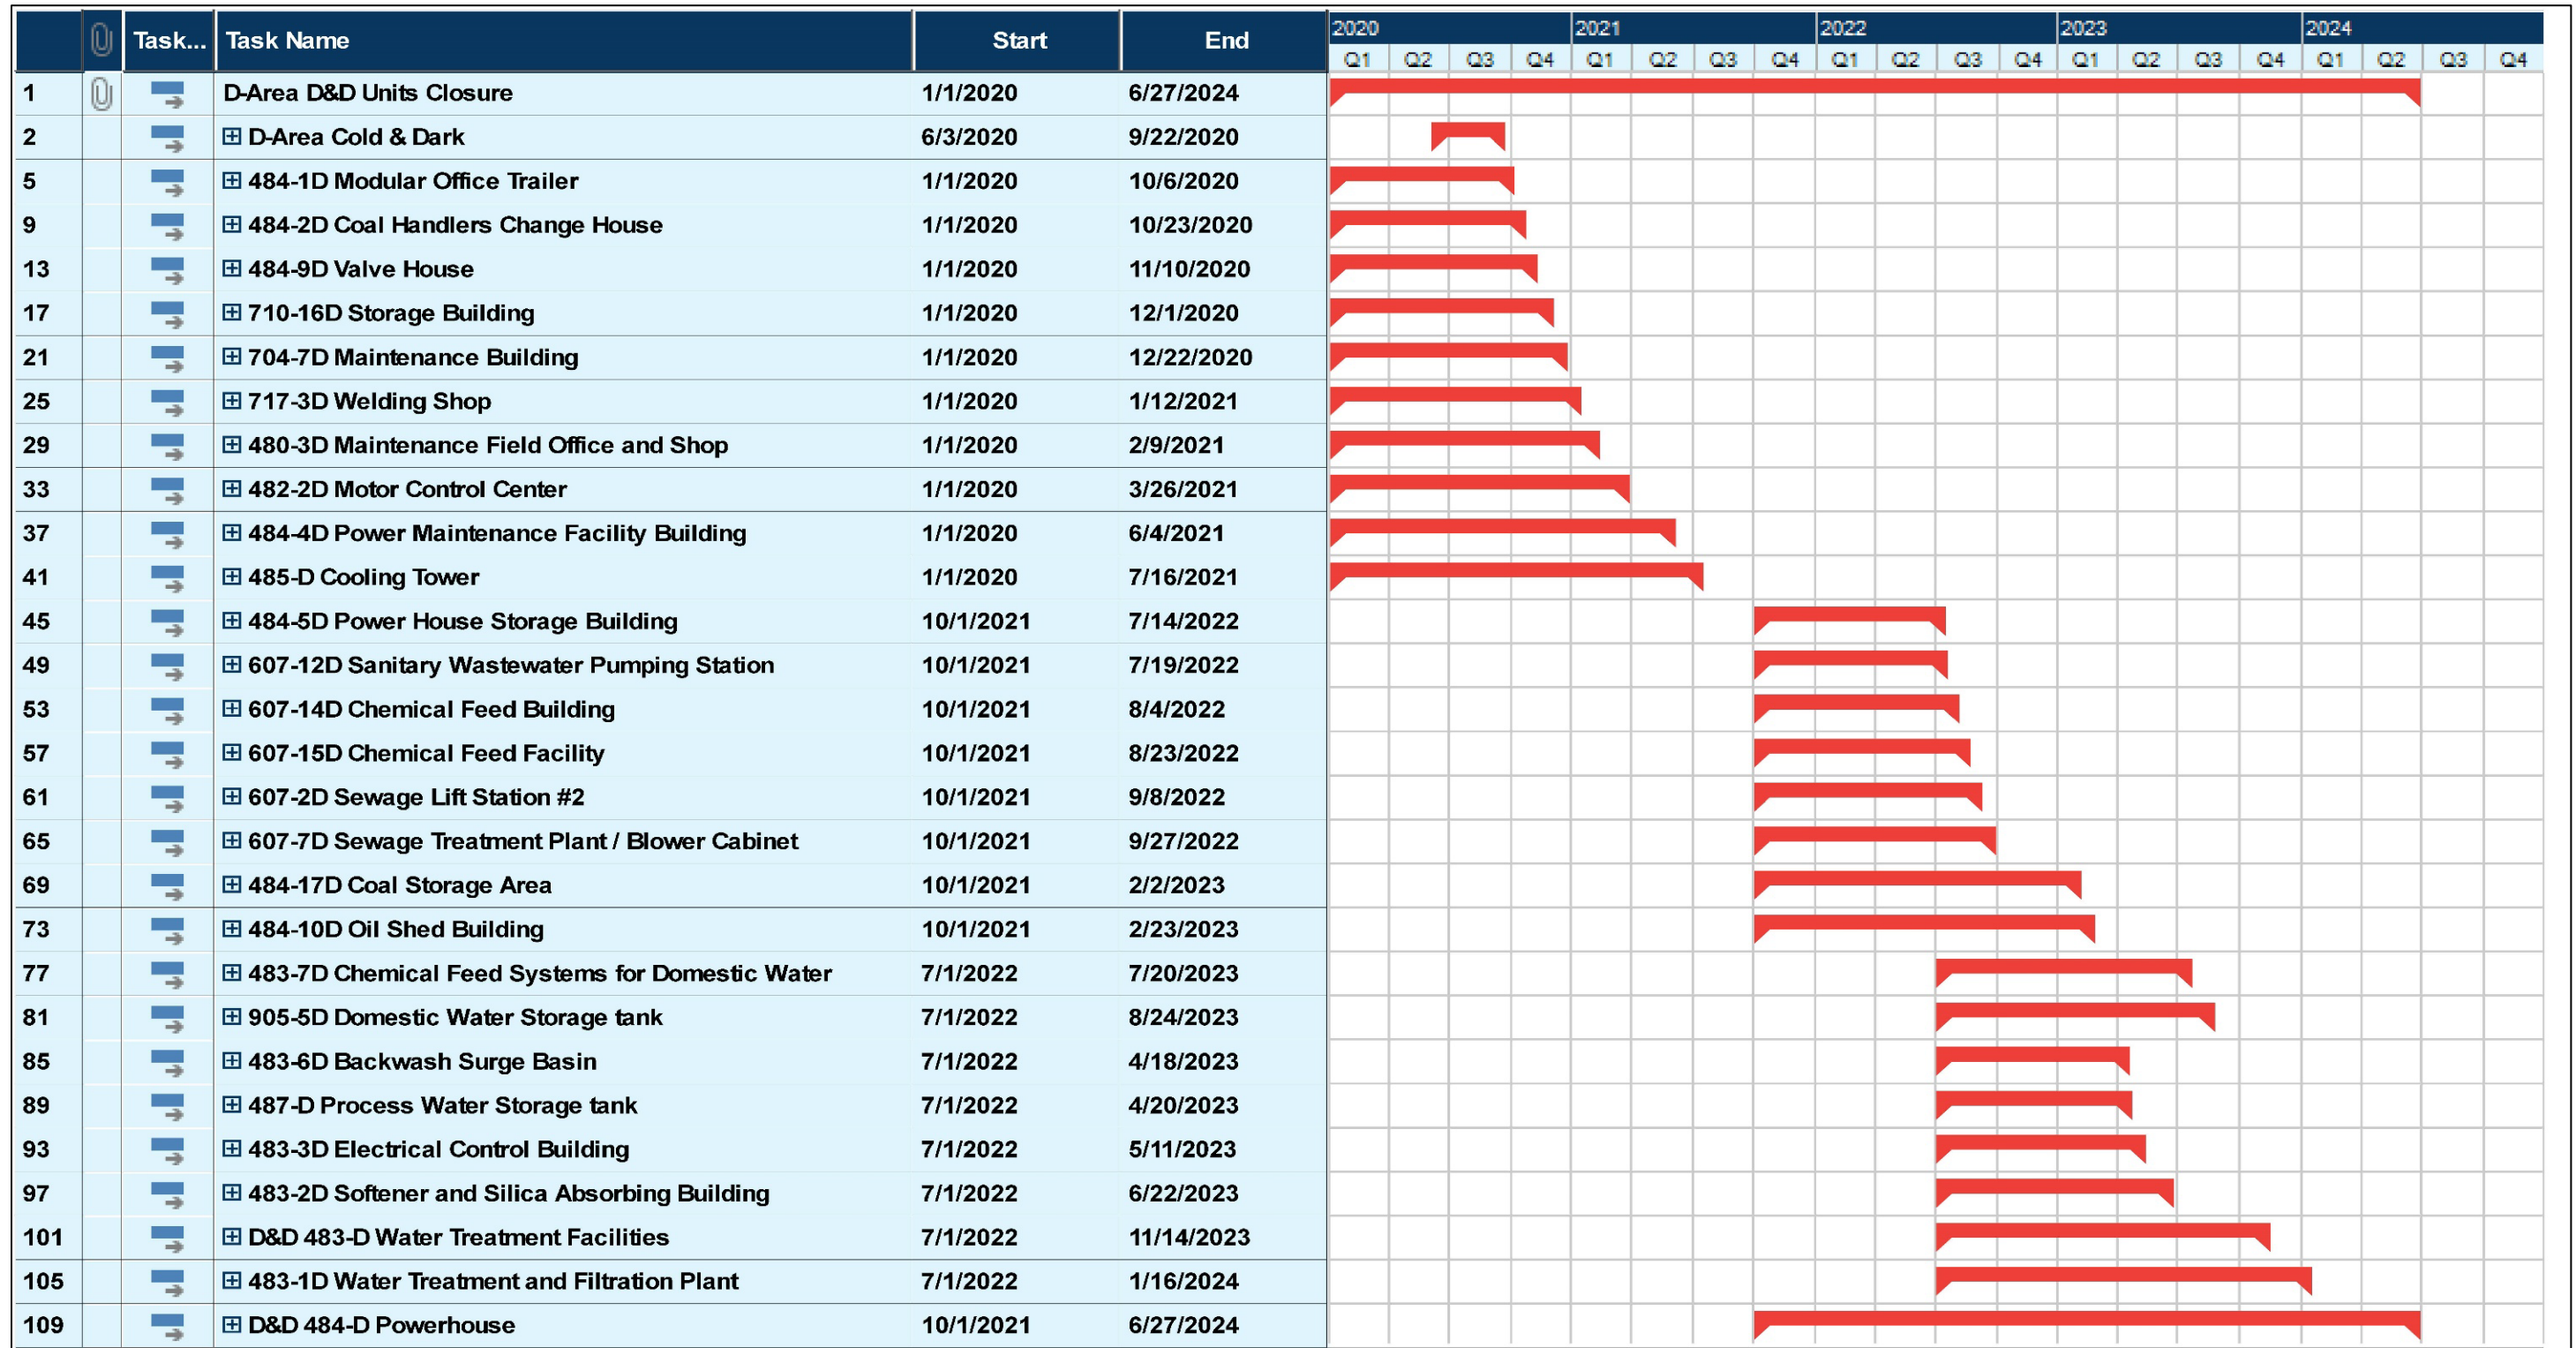 Task... Task Name Start End 2020 2021 2022 2023 2024
Q1 Q2 Q3 Q4 Q1 Q2 Q3 Q4 Q1 Q2 Q3 Q4 Q1 Q2 Q3 Q4 Q1 Q2 Q3 Q4
1 D-Area D&D Units Closure 1/1/2020 6/27/2024
2 D-Area Cold & Dark 6/3/2020 9/22/2020
5 484-1D Modular Office Trailer 1/1/2020 10/6/2020
9 484-2D Coal Handlers Change House 1/1/2020 10/23/2020
13 484-9D Valve House 1/1/2020 11/10/2020
17 710-16D Storage Building 1/1/2020 12/1/2020
21 704-7D Maintenance Building 1/1/2020 12/22/2020
25 717-3D Welding Shop 1/1/2020 1/12/2021
29 480-3D Maintenance Field Office and Shop 1/1/2020 2/9/2021
33 482-2D Motor Control Center 1/1/2020 3/26/2021
37 484-4D Power Maintenance Facility Building 1/1/2020 6/4/2021
41 485-D Cooling Tower 1/1/2020 7/16/2021
45 484-5D Power House Storage Building 10/1/2021 7/14/2022
49 607-12D Sanitary Wastewater Pumping Station 10/1/2021 7/19/2022
53 607-14D Chemical Feed Building 10/1/2021 8/4/2022
57 607-15D Chemical Feed Facility 10/1/2021 8/23/2022
61 607-2D Sewage Lift Station #2 10/1/2021 9/8/2022
65 607-7D Sewage Treatment Plant / Blower Cabinet 10/1/2021 9/27/2022
69 484-17D Coal Storage Area 10/1/2021 2/2/2023
73 484-10D Oil Shed Building 10/1/2021 2/23/2023
77 483-7D Chemical Feed Systems for Domestic Water 7/1/2022 7/20/2023
81 905-5D Domestic Water Storage tank 7/1/2022 8/24/2023
85 483-6D Backwash Surge Basin 7/1/2022 4/18/2023
89 487-D Process Water Storage tank 7/1/2022 4/20/2023
93 483-3D Electrical Control Building 7/1/2022 5/11/2023
97 483-2D Softener and Silica Absorbing Building 7/1/2022 6/22/2023
101 D&D 483-D Water Treatment Facilities 7/1/2022 11/14/2023
105 483-1D Water Treatment and Filtration Plant 7/1/2022 1/16/2024
109 D&D 484-D Powerhouse 10/1/2021 6/27/2024